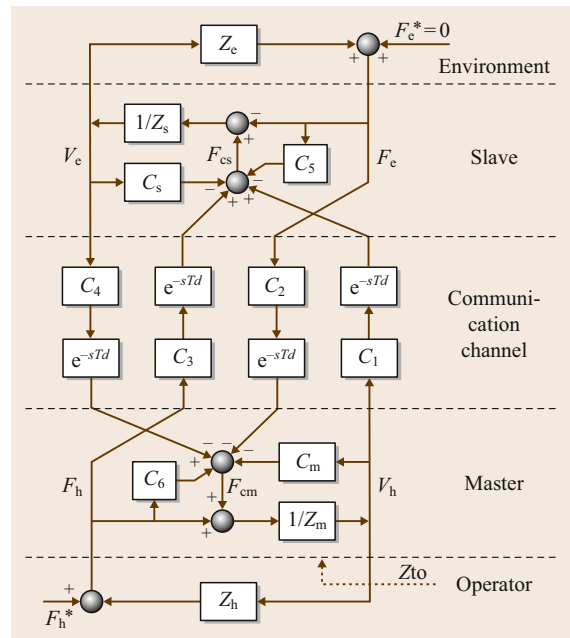 Z_e
F_e* = 0
+ +
Environment
1/Z_s
−
+
V_e
F_cs
C_5
F_e
Slave
C_s
− + + −
C_4
e^{−sTd}
C_2
e^{−sTd}
Communi-
cation
channel
e^{−sTd}
C_3
e^{−sTd}
C_1
− − −
+
C_m
F_h
C_6
F_cm
V_h
Master
+
+
1/Z_m
Zto
Operator
+
Z_h
F_h*